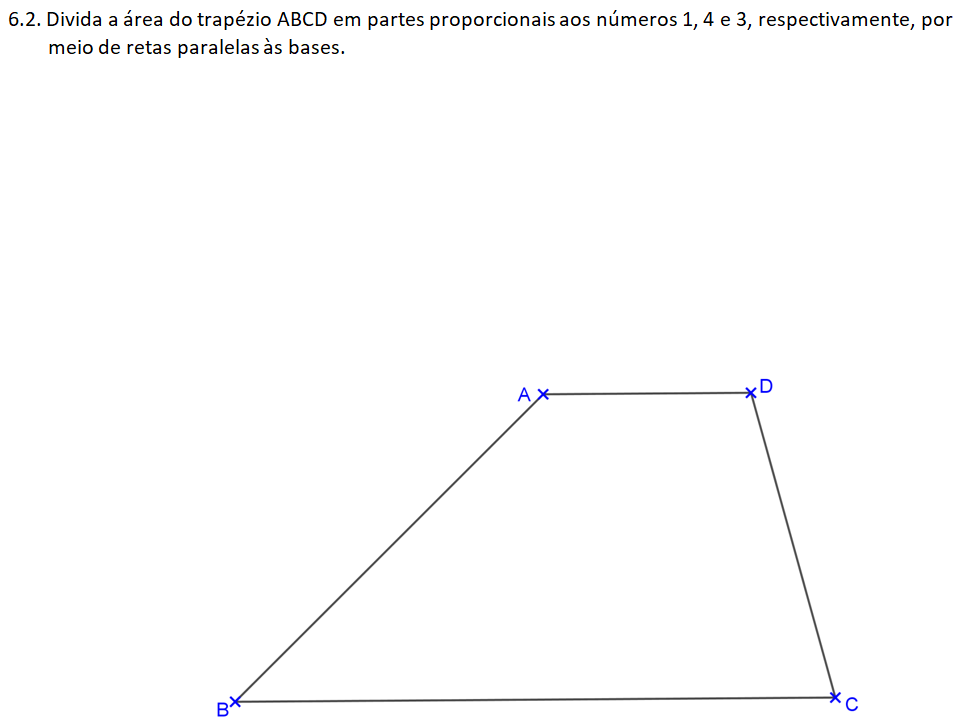 6.2. Divida a área do trapézio ABCD em partes proporcionais aos números 1, 4 e 3, respectivamente, por
meio de retas paralelas às bases.
A
D
B
C